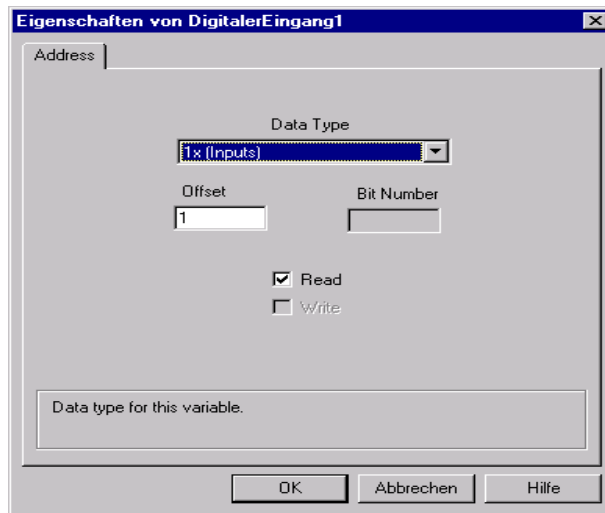 Eigenschaften von DigitalerEingang1
Address
Data Type
1x (Inputs)
Offset
Bit Number
1
Read
Write
Data type for this variable.
OK
Abbrechen
Hilfe